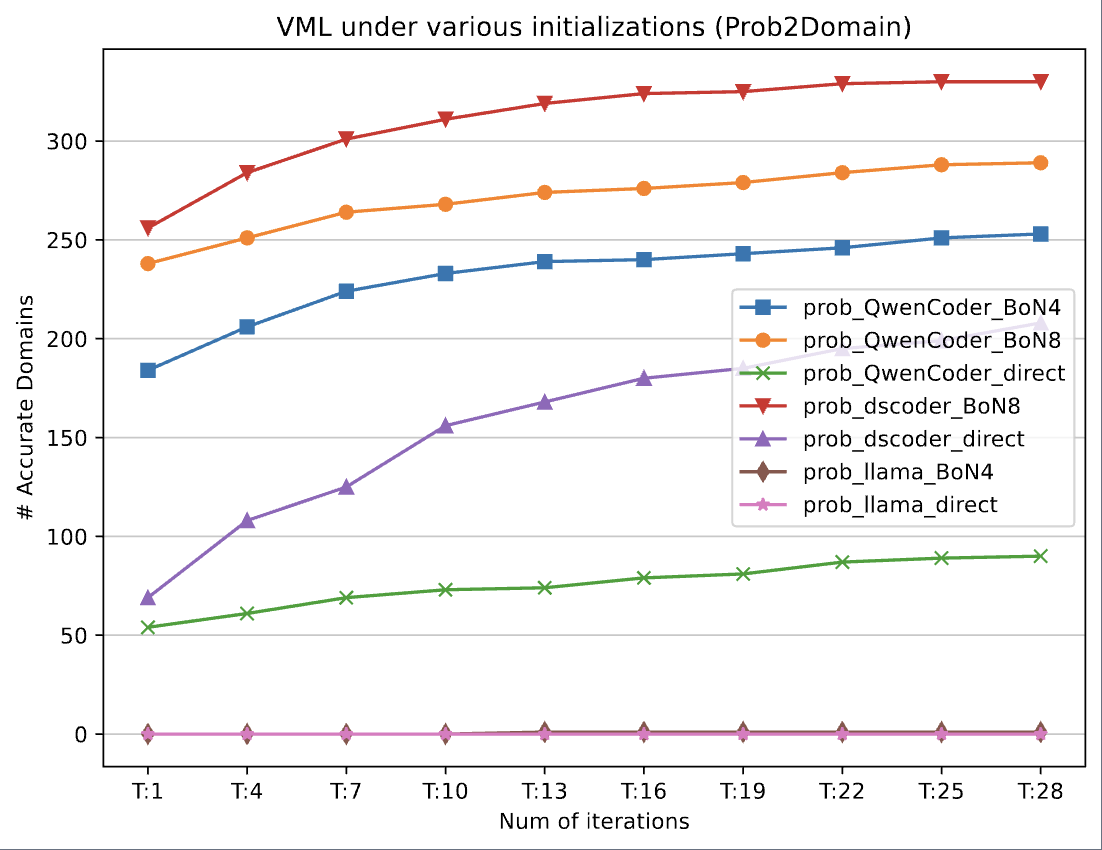 VML under various initializations (Prob2Domain)
# Accurate Domains
300
250
200
150
100
50
0
prob_QwenCoder_BoN4
prob_QwenCoder_BoN8
prob_QwenCoder_direct
prob_dscoder_BoN8
prob_dscoder_direct
prob_llama_BoN4
prob_llama_direct
T:1 T:4 T:7 T:10 T:13 T:16 T:19 T:22 T:25 T:28
Num of iterations